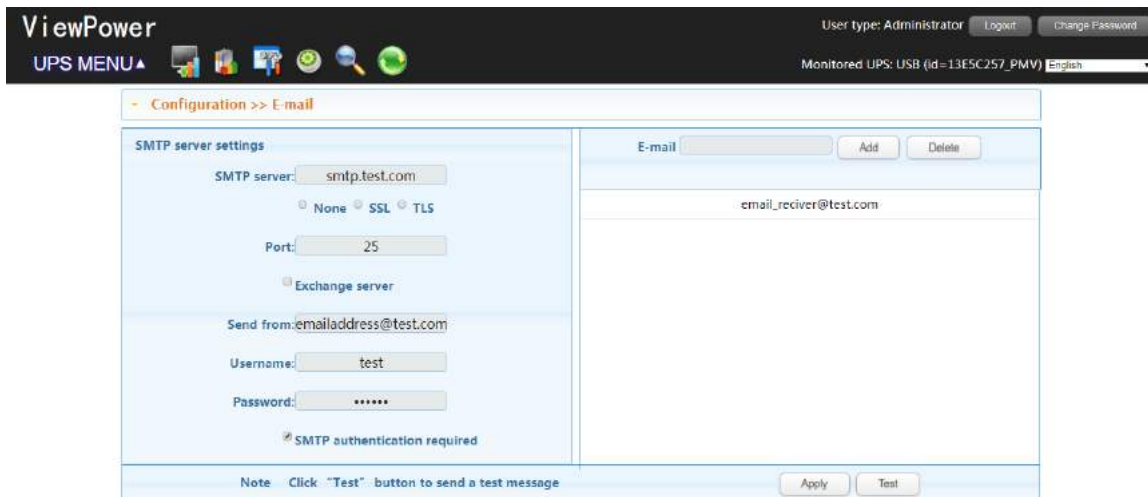 ViewPower
User type: Administrator Logout Change Password
UPS MENU▲
Monitored UPS: USB (id=13E5C257_PMV) English
- Configuration >> E-mail
SMTP server settings
SMTP server: smtp.test.com
None SSL TLS
Port: 25
Exchange server
Send from: emailaddress@test.com
Username: test
Password: ••••••
SMTP authentication required
E-mail Add Delete
email_reciver@test.com
Note Click "Test" button to send a test message
Apply Test